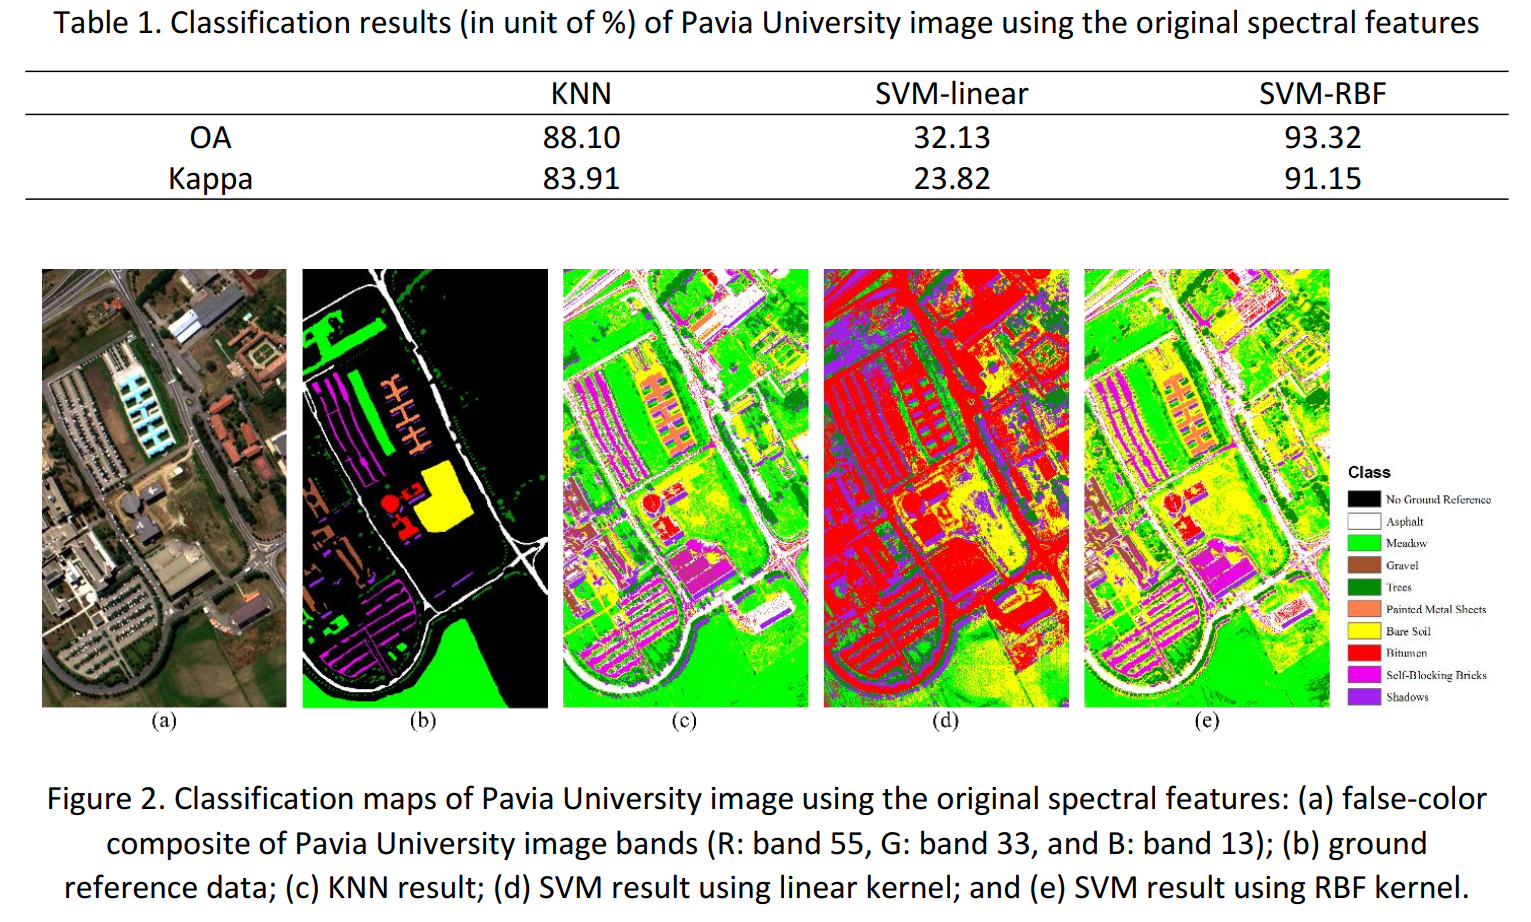 Table 1. Classification results (in unit of %) of Pavia University image using the original spectral features
KNN SVM-linear SVM-RBF
OA 88.10 32.13 93.32
Kappa 83.91 23.82 91.15
Class
No Ground Reference
Asphalt
Meadow
Gravel
Trees
Painted Metal Sheets
Bare Soil
Bitumen
Self-Blocking Bricks
Shadows
(a) (b) (c) (d) (e)
Figure 2. Classification maps of Pavia University image using the original spectral features: (a) false-color
composite of Pavia University image bands (R: band 55, G: band 33, and B: band 13); (b) ground
reference data; (c) KNN result; (d) SVM result using linear kernel; and (e) SVM result using RBF kernel.